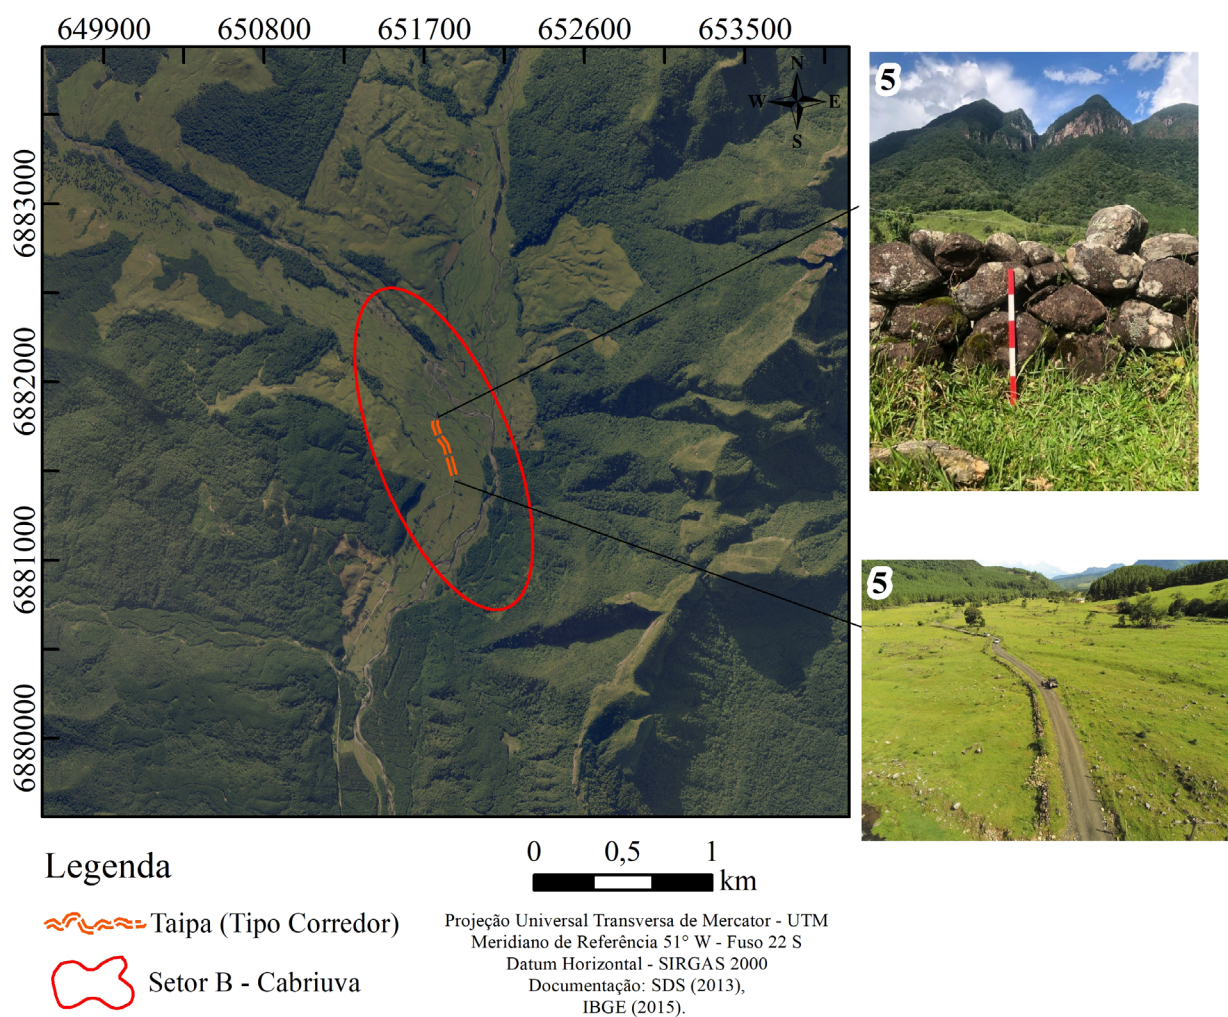 649900 650800 651700 652600 653500
N
W E
S
6883000
6882000
6881000
6880000
5
5
Legenda
Taipa (Tipo Corredor)
Setor B - Cabriuva
0 0,5 1
km
Projeção Universal Transversa de Mercator - UTM
Meridiano de Referência 51° W - Fuso 22 S
Datum Horizontal - SIRGAS 2000
Documentação: SDS (2013),
IBGE (2015).